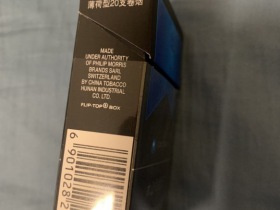 薄荷型20支卷烟
MADE
UNDER AUTHORITY
OF PHILIP MORRIS
BRANDS SARL
SWITZERLAND
BY CHINA TOBACCO
HUNAN INDUSTRIAL
CO., LTD.
FLIP-TOP ® BOX
6 901028 2